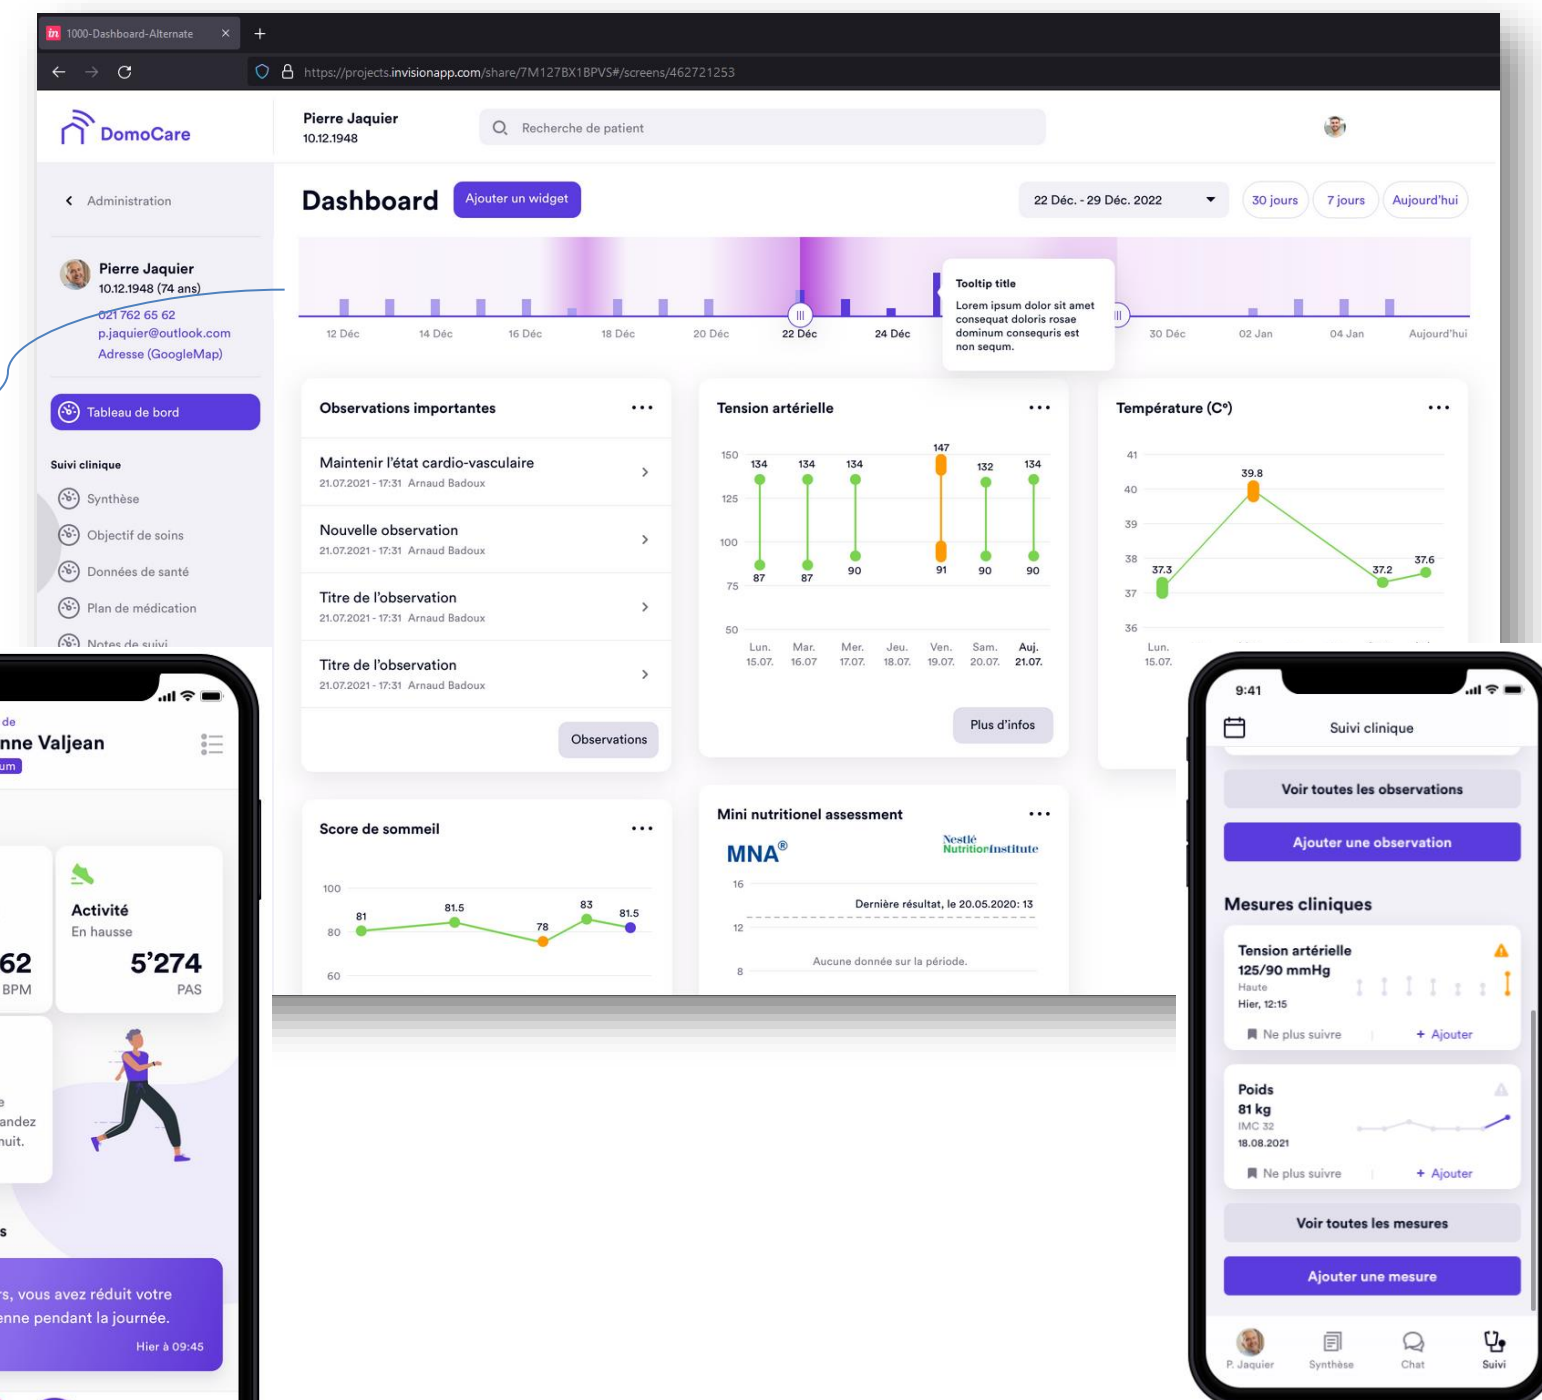 1000-Dashboard-Alternate
https://projects.invisionapp.com/share/7M127BX1BPVS#/screens/462721253
DomoCare
Pierre Jaquier
10.12.1948
Recherche de patient
Administration
Pierre Jaquier
10.12.1948 (74 ans)
021 762 65 62
p.jaquier@outlook.com
Adresse (GoogleMap)
Tableau de bord
Suivi clinique
Synthèse
Objectif de soins
Données de santé
Plan de médication
Notes de suivi
Dashboard
Ajouter un widget
22 Déc. - 29 Déc. 2022
30 jours
7 jours
Aujourd'hui
Tooltip title
Lorem ipsum dolor sit amet
consequat doloris rosae
dominum consequris est
non sequm.
12 Déc
14 Déc
16 Déc
18 Déc
20 Déc
22 Déc
24 Déc
30 Déc
02 Jan
04 Jan
Aujourd'hui
Observations importantes
Maintenir l'état cardio-vasculaire
21.07.2021 - 17:31 Arnaud Badoux
Nouvelle observation
21.07.2021 - 17:31 Arnaud Badoux
Titre de l'observation
21.07.2021 - 17:31 Arnaud Badoux
Titre de l'observation
21.07.2021 - 17:31 Arnaud Badoux
Observations
Tension artérielle
150
125
100
75
50
134 134 134 147 132 134
87 87 90 91 90 90
Lun. Mar. Mer. Jeu. Ven. Sam. Auj.
15.07. 16.07 17.07. 18.07. 19.07. 20.07. 21.07.
Plus d'infos
Température (C°)
41
40
39
38
37
36
37.3
39.8
37.2
37.6
Lun.
15.07.
Score de sommeil
100
80
60
81
81.5
78
83
81.5
Mini nutritionel assessment
MNA®
Nestlé
NutritionInstitute
16
Dernière résultat, le 20.05.2020: 13
12
Aucune donnée sur la période.
8
de
nne Valjean
um
62
BPM
Activité
En hausse
5'274
PAS
e
andez
nuit.
s
rs, vous avez réduit votre
enne pendant la journée.
Hier à 09:45
9:41
Suivi clinique
Voir toutes les observations
Ajouter une observation
Mesures cliniques
Tension artérielle
125/90 mmHg
Haute
Hier, 12:15
Ne plus suivre
+ Ajouter
Poids
81 kg
IMC 32
18.08.2021
Ne plus suivre
+ Ajouter
Voir toutes les mesures
Ajouter une mesure
P. Jaquier
Synthèse
Chat
Suivi